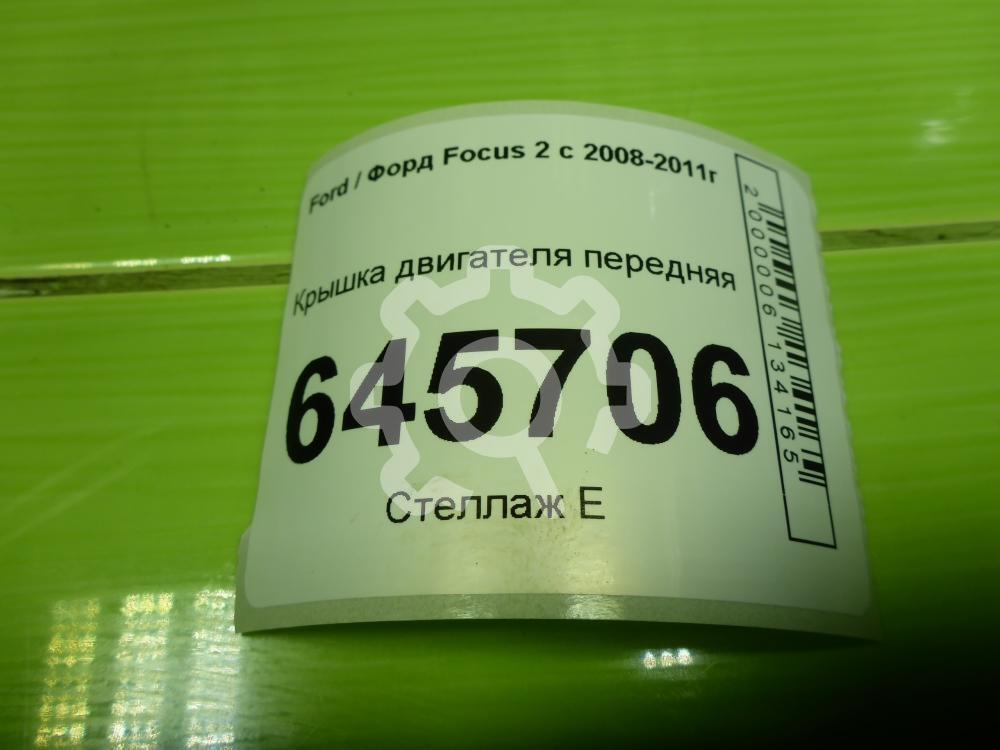 Ford / Форд Focus 2 с 2008-2011г
Крышка двигателя передняя
645706
Стеллаж Е
2000006134165